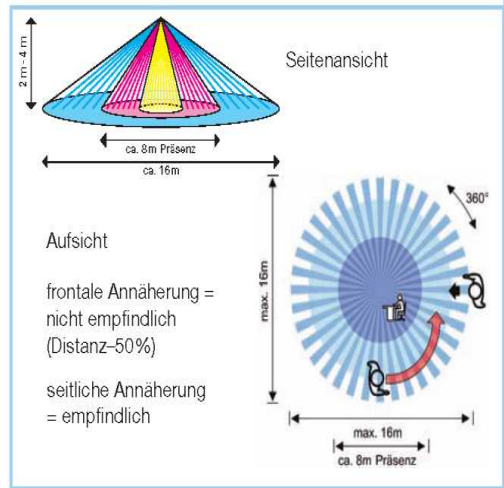 2 m - 4 m
Seitenansicht
ca. 8m Präsenz
ca. 16m
360°
Aufsicht
frontale Annäherung =
nicht empfindlich
(Distanz–50%)
seitliche Annäherung
= empfindlich
max. 16m
max. 16m
ca. 8m Präsenz